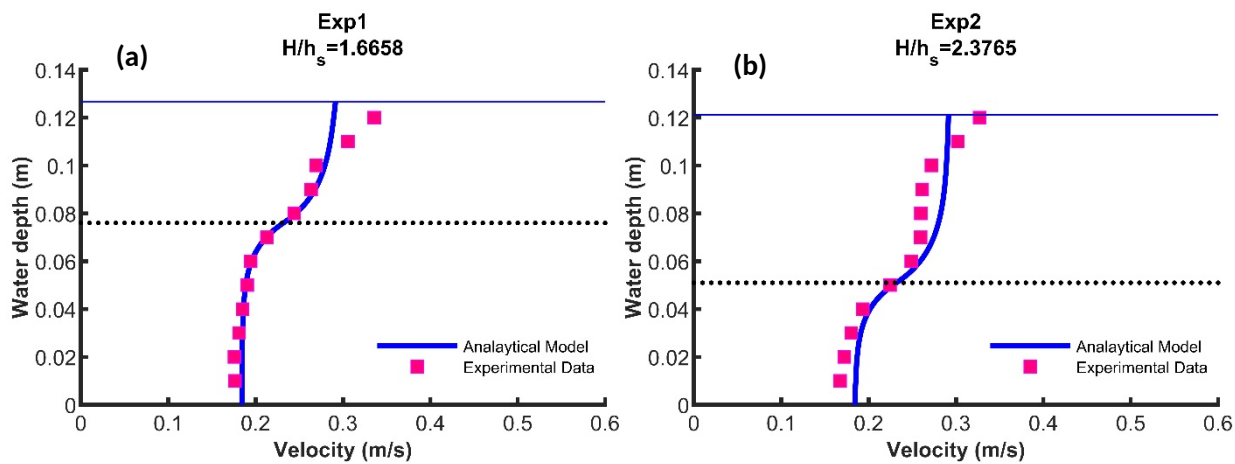 Exp1
H/hs=1.6658
(a)
0.14
0.12
0.1
0.08
0.06
0.04
0.02
0
Water depth (m)
Analaytical Model
Experimental Data
0 0.1 0.2 0.3 0.4 0.5 0.6
Velocity (m/s)
Exp2
H/hs=2.3765
(b)
0.14
0.12
0.1
0.08
0.06
0.04
0.02
0
Water depth (m)
Analaytical Model
Experimental Data
0 0.1 0.2 0.3 0.4 0.5 0.6
Velocity (m/s)